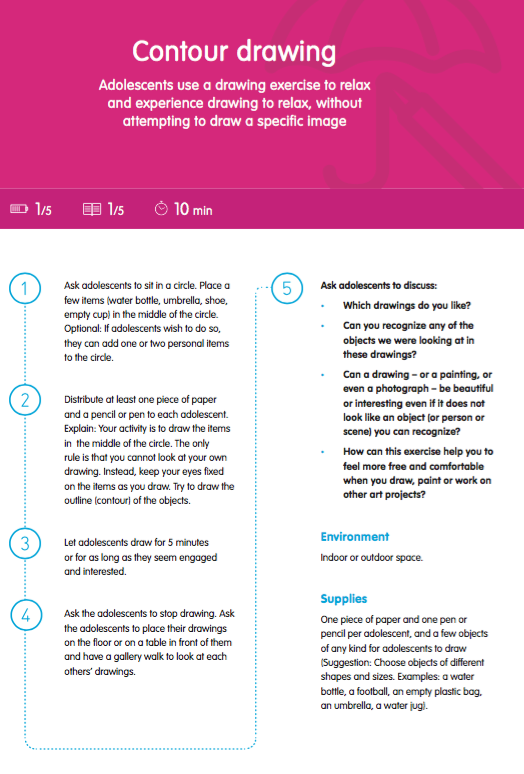 Contour drawing
Adolescents use a drawing exercise to relax
and experience drawing to relax, without
attempting to draw a specific image
1/5
1/5
10 min
1
Ask adolescents to sit in a circle. Place a
few items (water bottle, umbrella, shoe,
empty cup) in the middle of the circle.
Optional: If adolescents wish to do so,
they can add one or two personal items
to the circle.
2
Distribute at least one piece of paper
and a pencil or pen to each adolescent.
Explain: Your activity is to draw the items
in the middle of the circle. The only
rule is that you cannot look at your own
drawing. Instead, keep your eyes fixed
on the items as you draw. Try to draw the
outline (contour) of the objects.
3
Let adolescents draw for 5 minutes
or for as long as they seem engaged
and interested.
4
Ask the adolescents to stop drawing. Ask
the adolescents to place their drawings
on the floor or on a table in front of them
and have a gallery walk to look at each
others’ drawings.
5
Ask adolescents to discuss:
• Which drawings do you like?
• Can you recognize any of the
objects we were looking at in
these drawings?
• Can a drawing – or a painting, or
even a photograph – be beautiful
or interesting even if it does not
look like an object (or person or
scene) you can recognize?
• How can this exercise help you to
feel more free and comfortable
when you draw, paint or work on
other art projects?
Environment
Indoor or outdoor space.
Supplies
One piece of paper and one pen or
pencil per adolescent, and a few objects
of any kind for adolescents to draw
(Suggestion: Choose objects of different
shapes and sizes. Examples: a water
bottle, a football, an empty plastic bag,
an umbrella, a water jug).